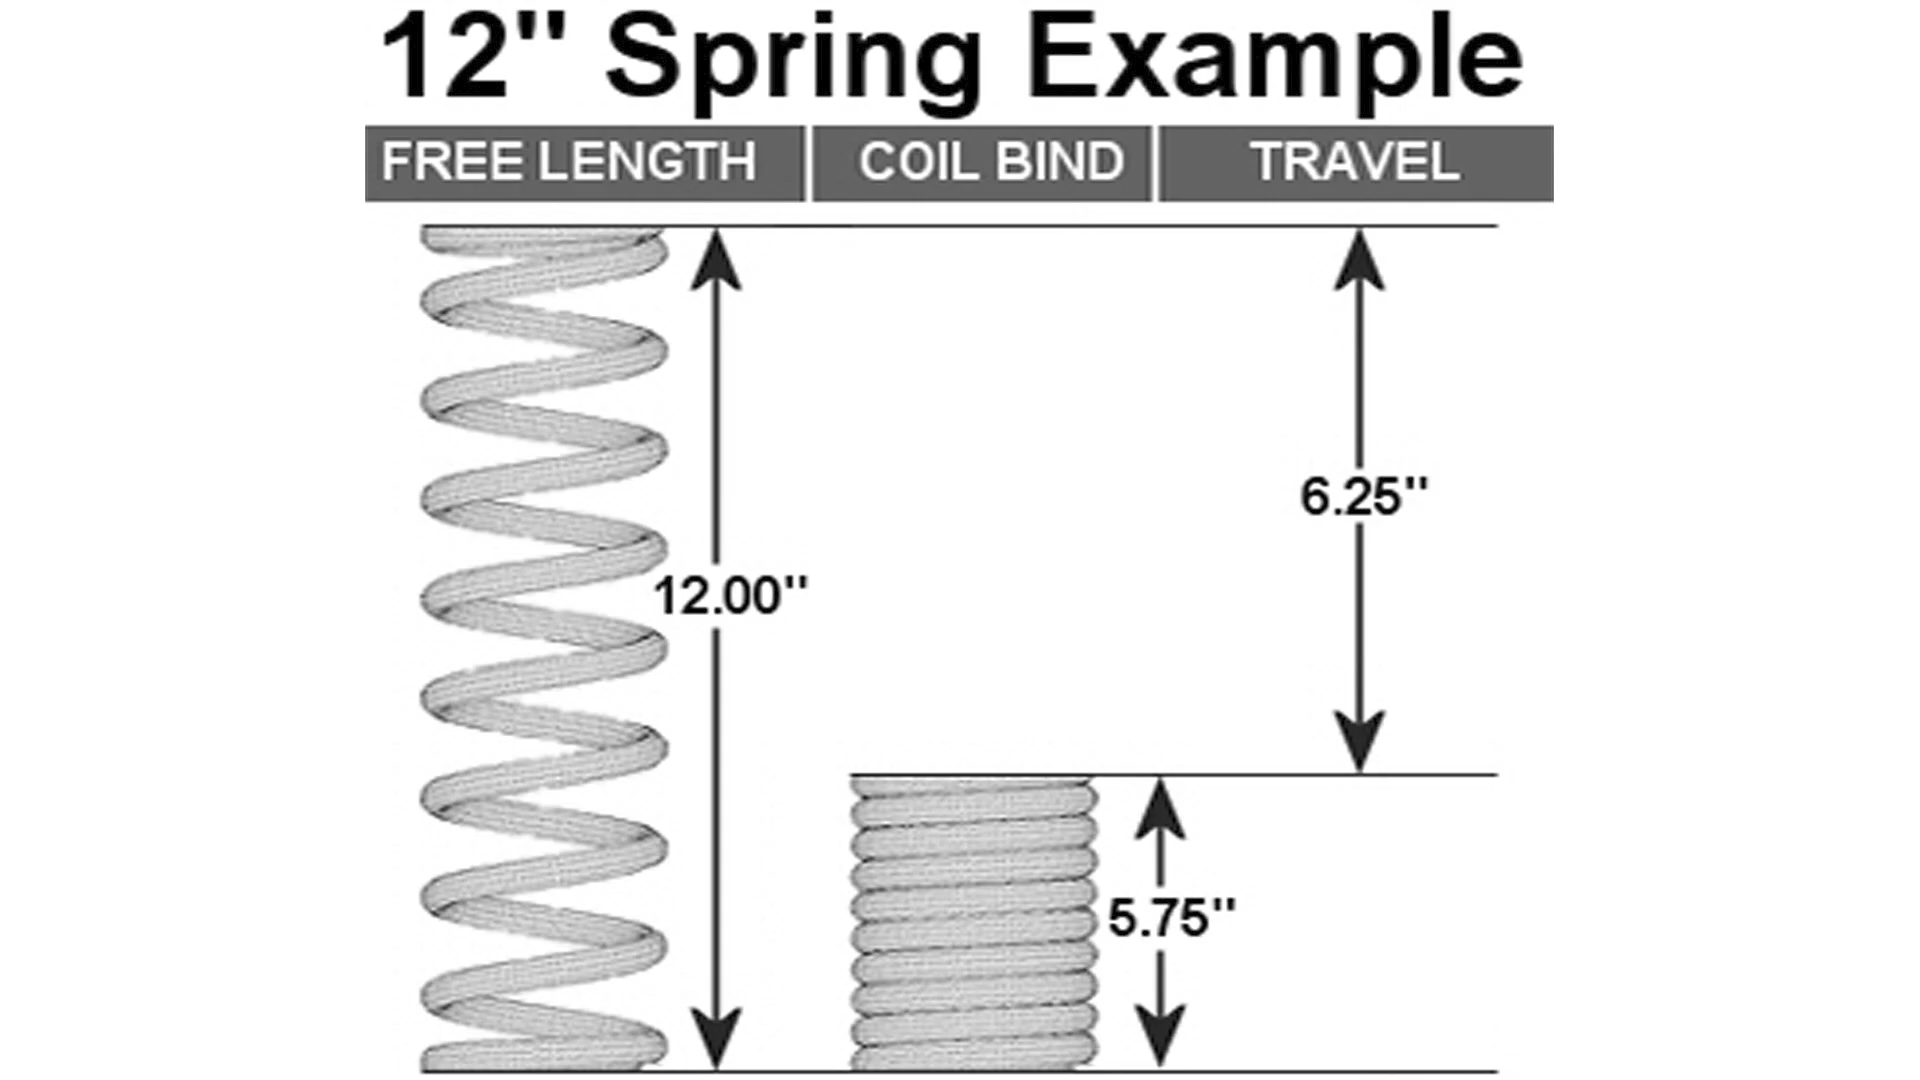 12" Spring Example
FREE LENGTH
COIL BIND
TRAVEL
6.25"
12.00"
5.75"